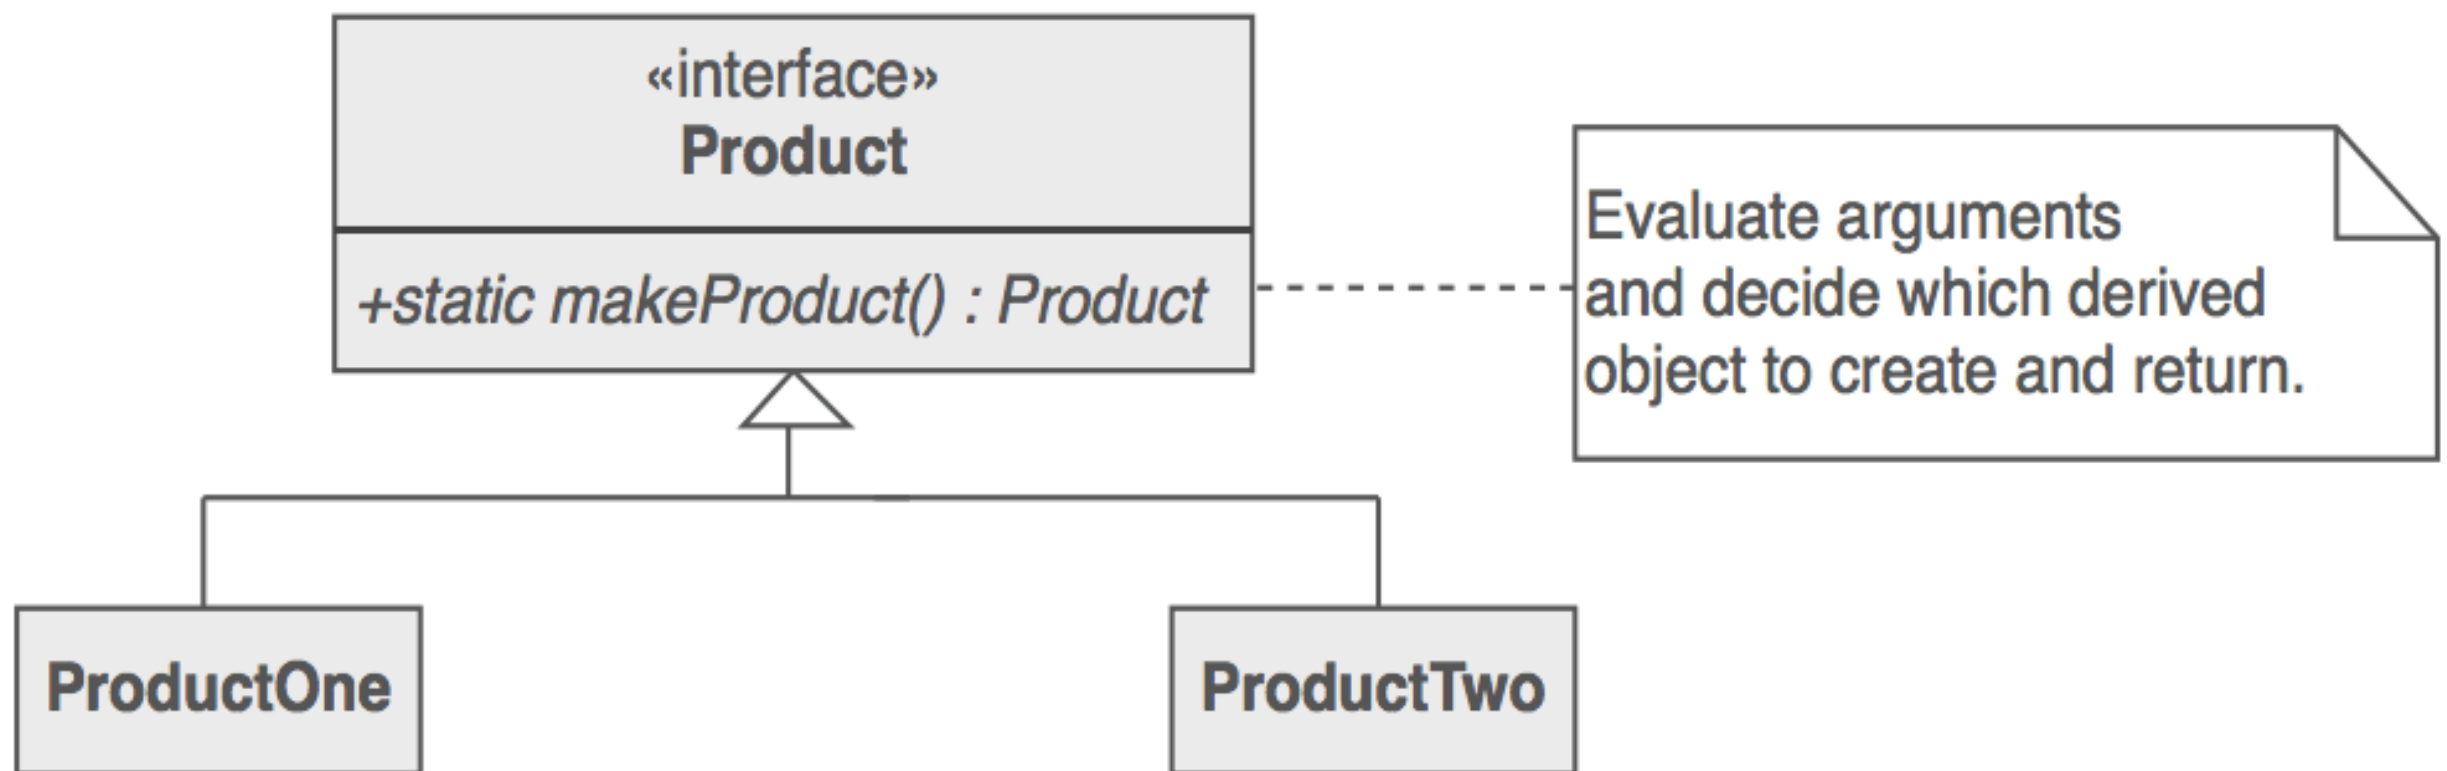 «interface»
Product
+static makeProduct() : Product
Evaluate arguments
and decide which derived
object to create and return.
ProductOne
ProductTwo